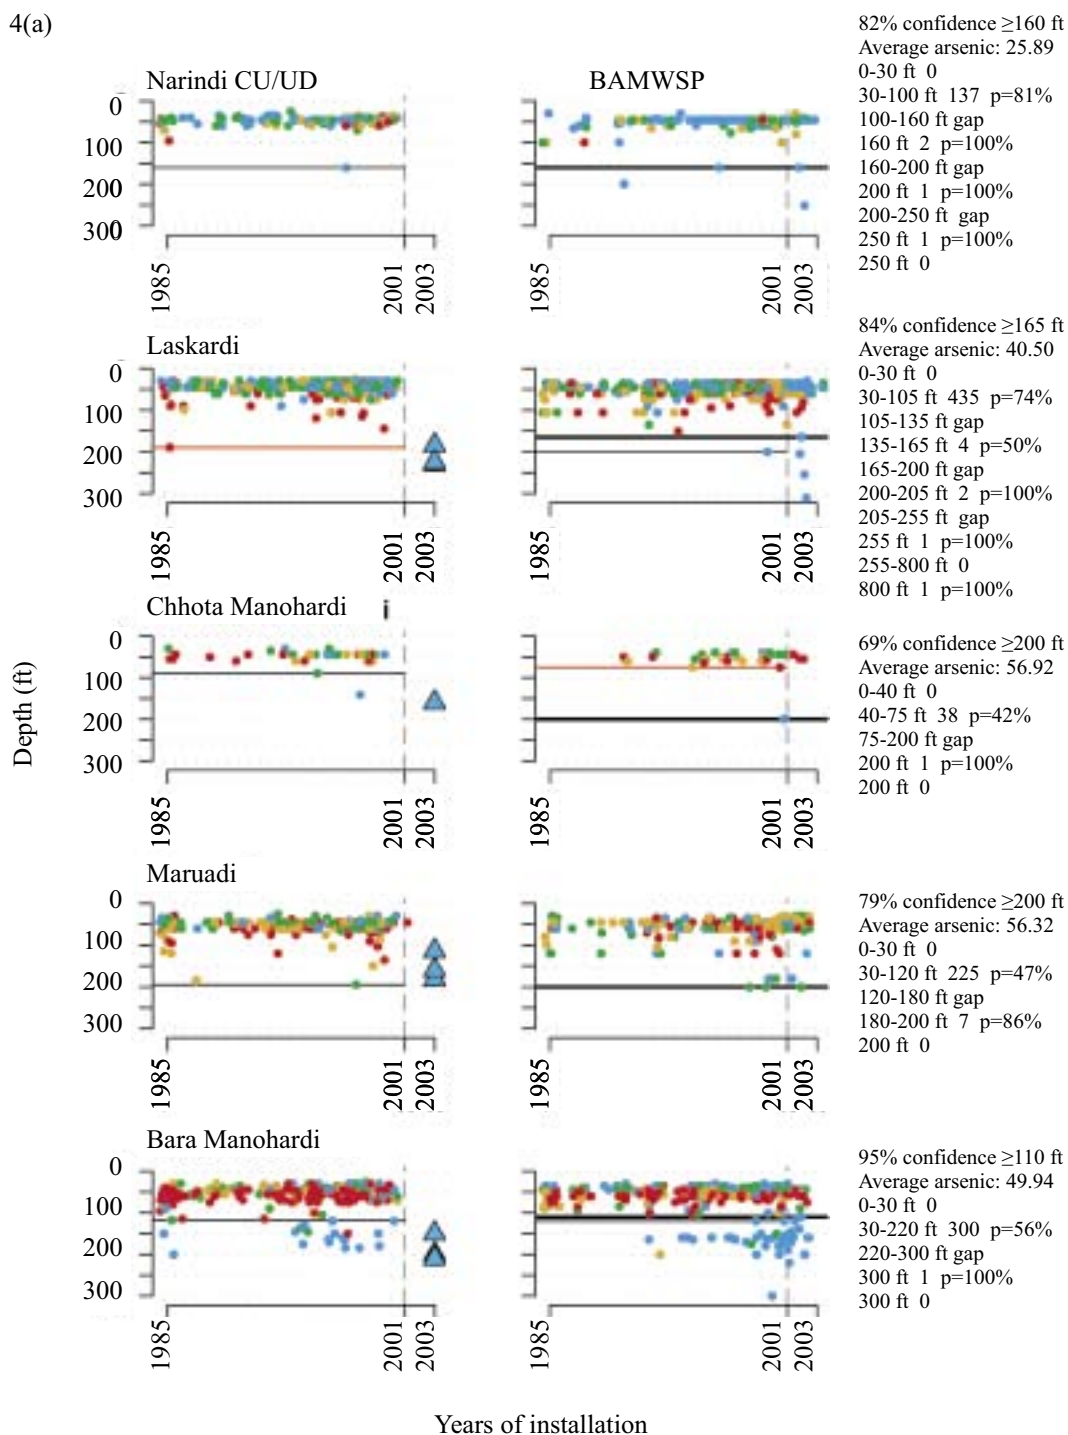 4(a)
Narindi CU/UD
BAMWSP
0
100
200
300
1985
2001
2003
1985
2001
2003
82% confidence ≥160 ft
Average arsenic: 25.89
0-30 ft 0
30-100 ft 137 p=81%
100-160 ft gap
160 ft 2 p=100%
160-200 ft gap
200 ft 1 p=100%
200-250 ft gap
250 ft 1 p=100%
250 ft 0
Laskardi
0
100
200
300
1985
2001
2003
1985
2001
2003
84% confidence ≥165 ft
Average arsenic: 40.50
0-30 ft 0
30-105 ft 435 p=74%
105-135 ft gap
135-165 ft 4 p=50%
165-200 ft gap
200-205 ft 2 p=100%
205-255 ft gap
255 ft 1 p=100%
255-800 ft 0
800 ft 1 p=100%
Chhota Manohardi i
0
100
200
300
1985
2001
2003
1985
2001
2003
69% confidence ≥200 ft
Average arsenic: 56.92
0-40 ft 0
40-75 ft 38 p=42%
75-200 ft gap
200 ft 1 p=100%
200 ft 0
Depth (ft)
Maruadi
0
100
200
300
1985
2001
2003
1985
2001
2003
79% confidence ≥200 ft
Average arsenic: 56.32
0-30 ft 0
30-120 ft 225 p=47%
120-180 ft gap
180-200 ft 7 p=86%
200 ft 0
Bara Manohardi
0
100
200
300
1985
2001
2003
1985
2001
2003
95% confidence ≥110 ft
Average arsenic: 49.94
0-30 ft 0
30-220 ft 300 p=56%
220-300 ft gap
300 ft 1 p=100%
300 ft 0
Years of installation